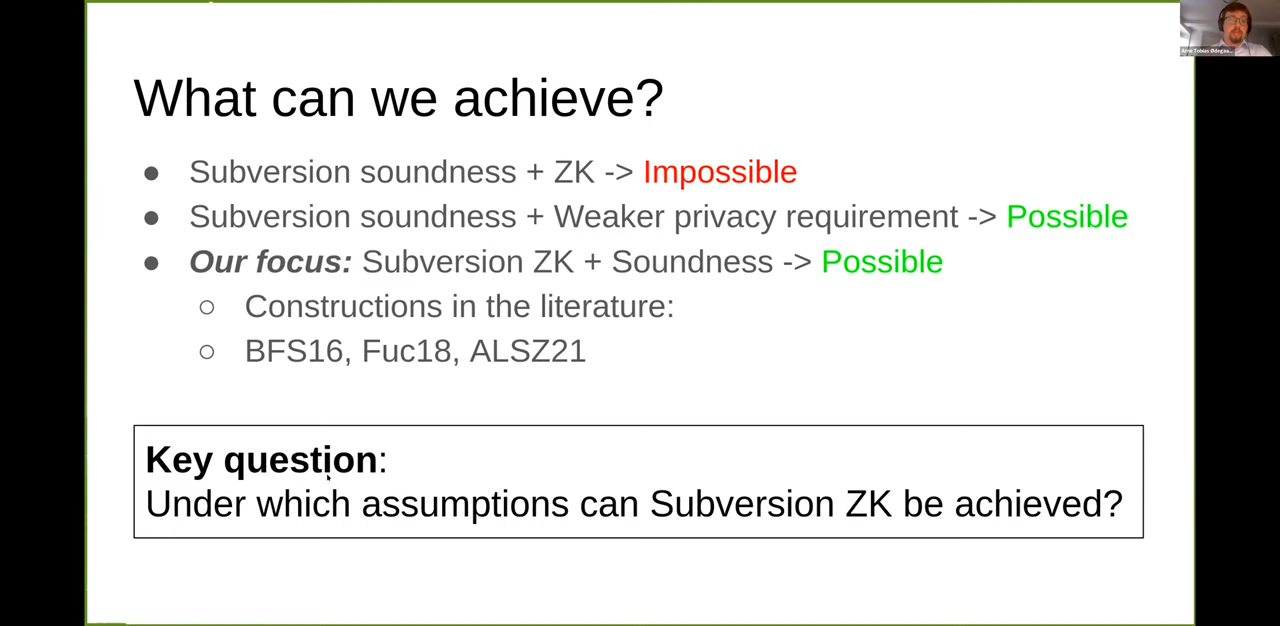 What can we achieve?
● Subversion soundness + ZK -> Impossible
● Subversion soundness + Weaker privacy requirement -> Possible
● Our focus: Subversion ZK + Soundness -> Possible
○ Constructions in the literature:
○ BFS16, Fuc18, ALSZ21
Key question:
Under which assumptions can Subversion ZK be achieved?